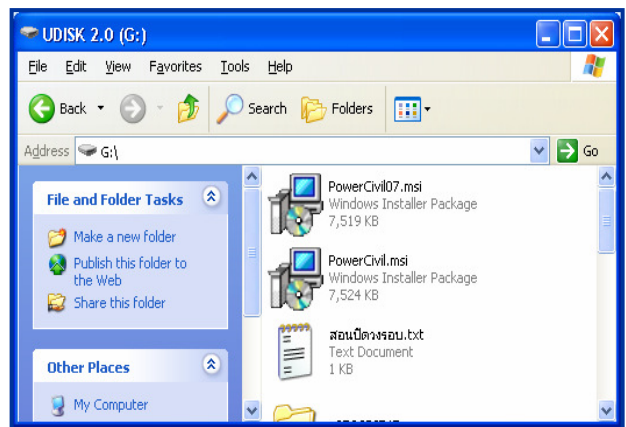 UDISK 2.0 (G:)
File Edit View Favorites Tools Help
Back Search Folders
Address G:\ Go
File and Folder Tasks
Make a new folder
Publish this folder to
the Web
Share this folder
Other Places
My Computer
PowerCivil07.msi
Windows Installer Package
7,519 KB
PowerCivil.msi
Windows Installer Package
7,524 KB
สอนปิดวงรอบ.txt
Text Document
1 KB